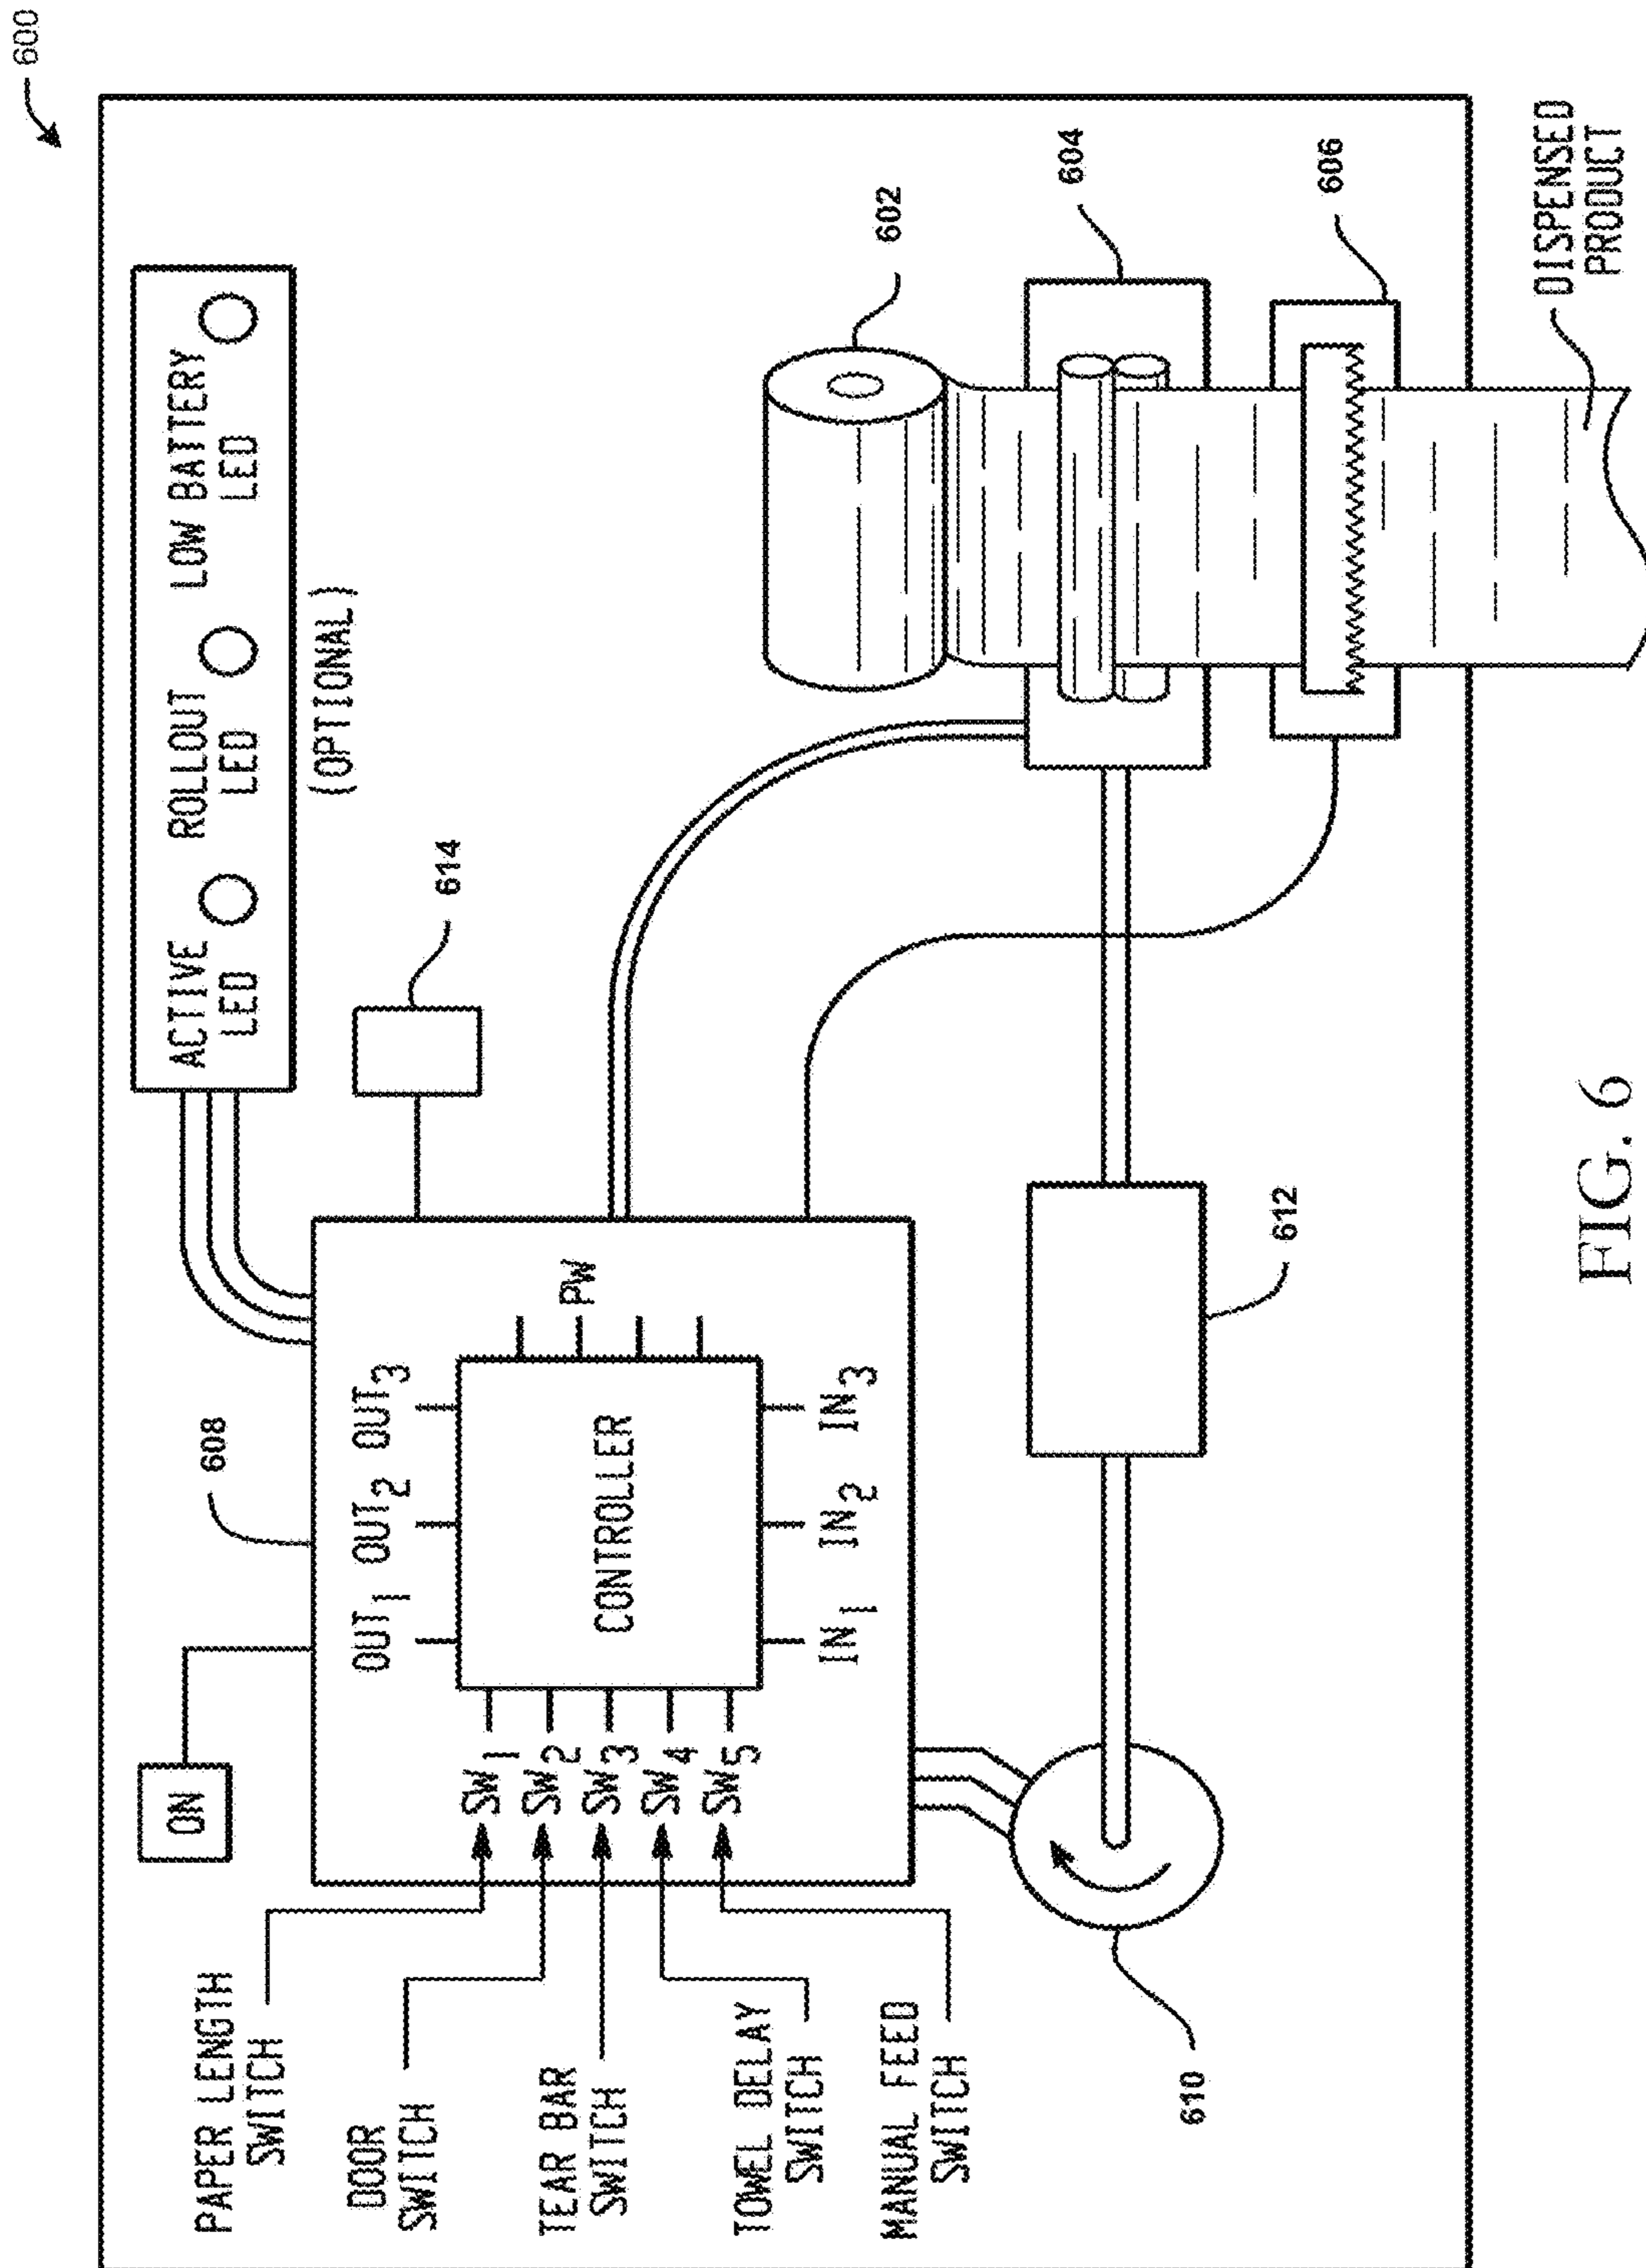 600
ACTIVE
LED
ROLLOUT
LED
LOW BATTERY
LED
(OPTIONAL)
ON
608
614
PAPER LENGTH
SWITCH
DOOR
SWITCH
TEAR BAR
SWITCH
TOWEL DELAY
SWITCH
MANUAL FEED
SWITCH
SW1
SW2
SW3
SW4
SW5
OUT1 OUT2 OUT3
CONTROLLER
PW
IN1 IN2 IN3
602
604
606
610
612
DISPENSED
PRODUCT
FIG. 6